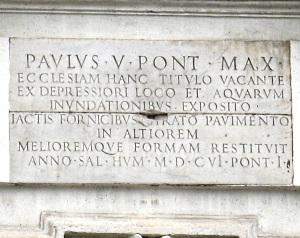 PAVLVS · V · PONT · MAX ·
ECCLESIAM HANC TITVLO VACANTE
EX DEPRESSIORI LOCO ET AQVARVM
INVNDATIONIBVS EXPOSITO
IACTIS FORNICIBVS STRATO PAVIMENTO
IN ALTIOREM
MELIOREMQVE FORMAM RESTITVIT
ANNO · SAL · HVM · M · D · CVI · PONT · I ·